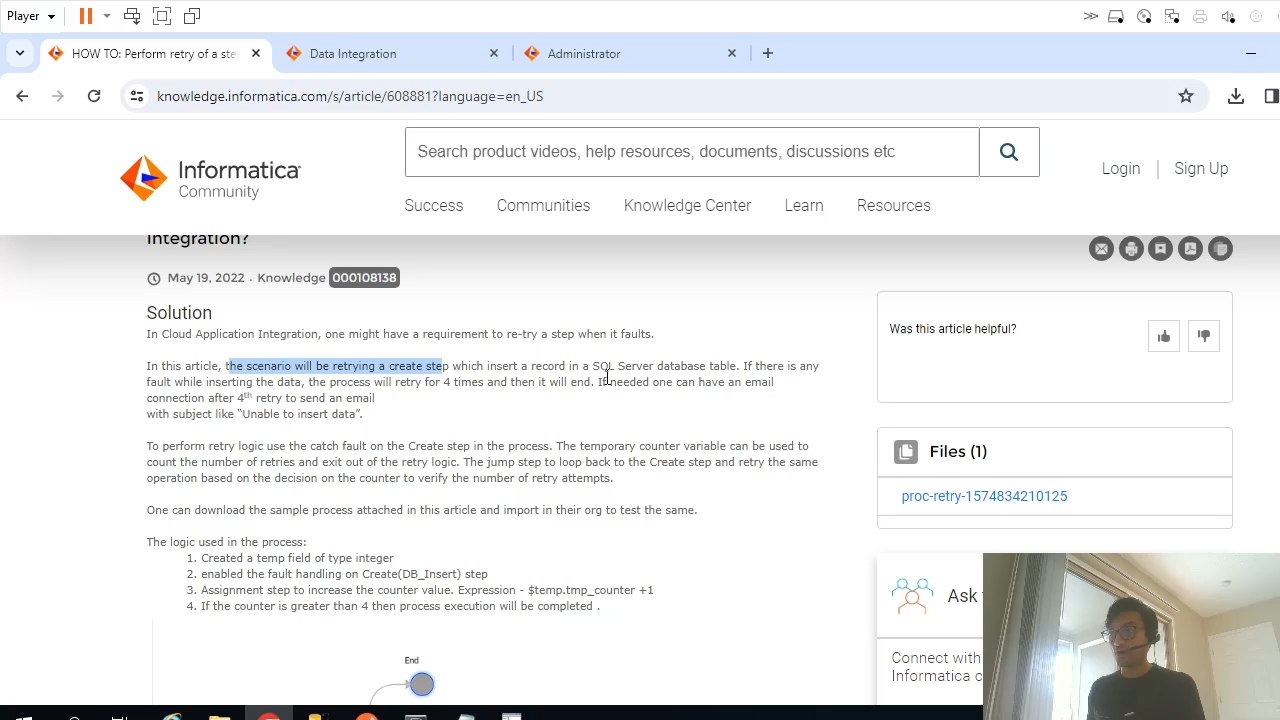 Player
HOW TO: Perform retry of a ste
Data Integration
Administrator
knowledge.informatica.com/s/article/608881?language=en_US
Informatica
Community
Search product videos, help resources, documents, discussions etc
Login
Sign Up
Success
Communities
Knowledge Center
Learn
Resources
Integration?
May 19, 2022 · Knowledge 000108138
Solution
In Cloud Application Integration, one might have a requirement to re-try a step when it faults.
In this article, the scenario will be retrying a create step which insert a record in a SQL Server database table. If there is any
fault while inserting the data, the process will retry for 4 times and then it will end. If needed one can have an email
connection after 4th retry to send an email
with subject like “Unable to insert data”.
To perform retry logic use the catch fault on the Create step in the process. The temporary counter variable can be used to
count the number of retries and exit out of the retry logic. The jump step to loop back to the Create step and retry the same
operation based on the decision on the counter to verify the number of retry attempts.
One can download the sample process attached in this article and import in their org to test the same.
The logic used in the process:
1. Created a temp field of type integer
2. enabled the fault handling on Create(DB_Insert) step
3. Assignment step to increase the counter value. Expression - $temp.tmp_counter +1
4. If the counter is greater than 4 then process execution will be completed .
End
Was this article helpful?
Files (1)
proc-retry-1574834210125
Ask
Connect with
Informatica c